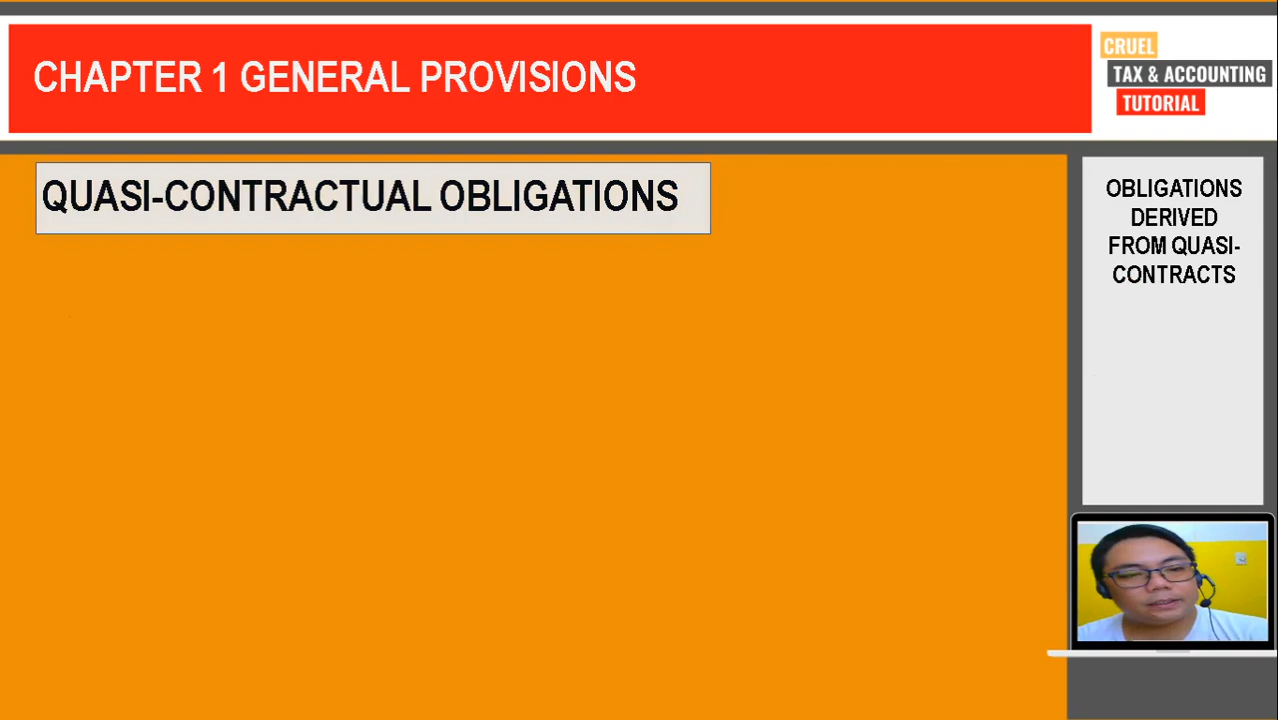 CHAPTER 1 GENERAL PROVISIONS
CRUEL
TAX & ACCOUNTING
TUTORIAL
QUASI-CONTRACTUAL OBLIGATIONS
OBLIGATIONS
DERIVED
FROM QUASI-
CONTRACTS